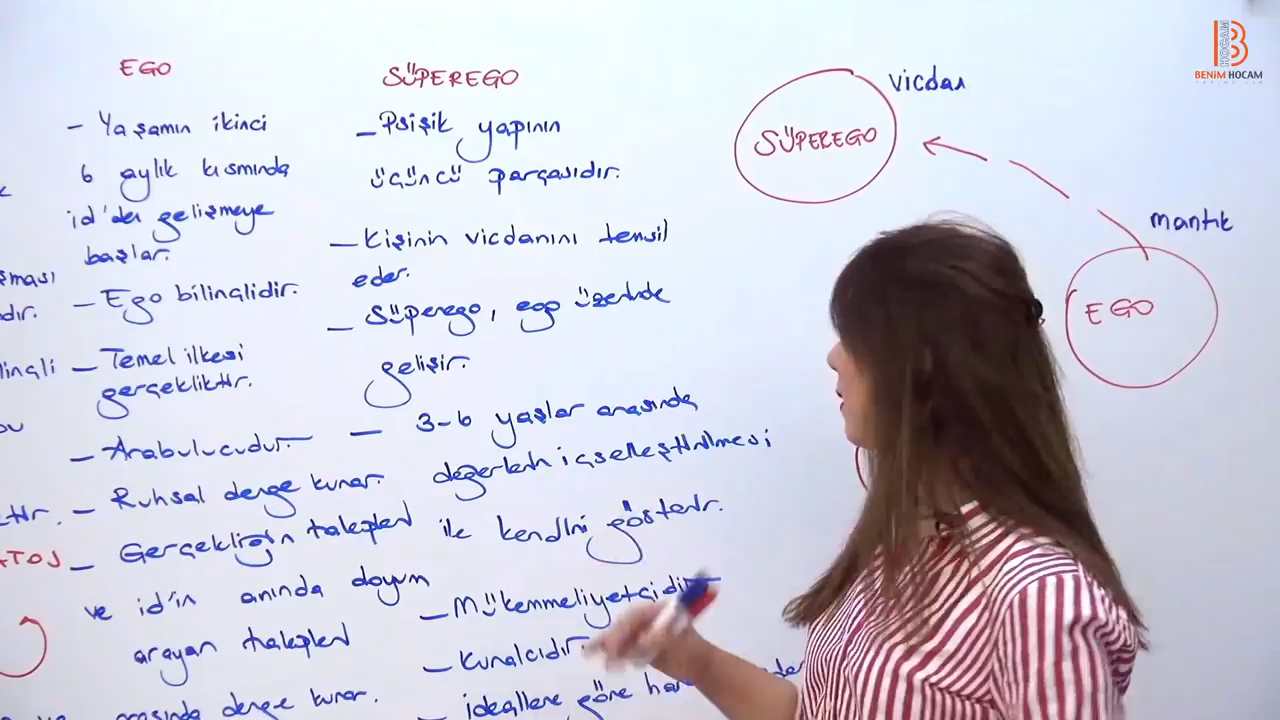 EGO
- Yaşamın ikinci
6 aylık kısmında
id'den gelişmeye
başlar.
- Ego bilinçlidir.
- Temel ilkesi
gerçekliktir.
- Arabulucudur.
- Ruhsal denge kurar.
- Gerçekliğin talepleri
ve id'in anında doyum
arayan talepleri
arasında denge kurar.
SÜPEREGO
- Psişik yapının
üçüncü parçasıdır.
- Kişinin vicdanını temsil
eder.
- Süperego, ego üzerinde
gelişir.
- 3-6 yaşlar arasında
değerlerin içselleştirilmesi
ile kendini gösterir.
- Mükemmeliyetçidir
- Kuralcıdır
- ideallere göre
vicdan
SÜPEREGO
mantık
EGO
BENİM HOCAM